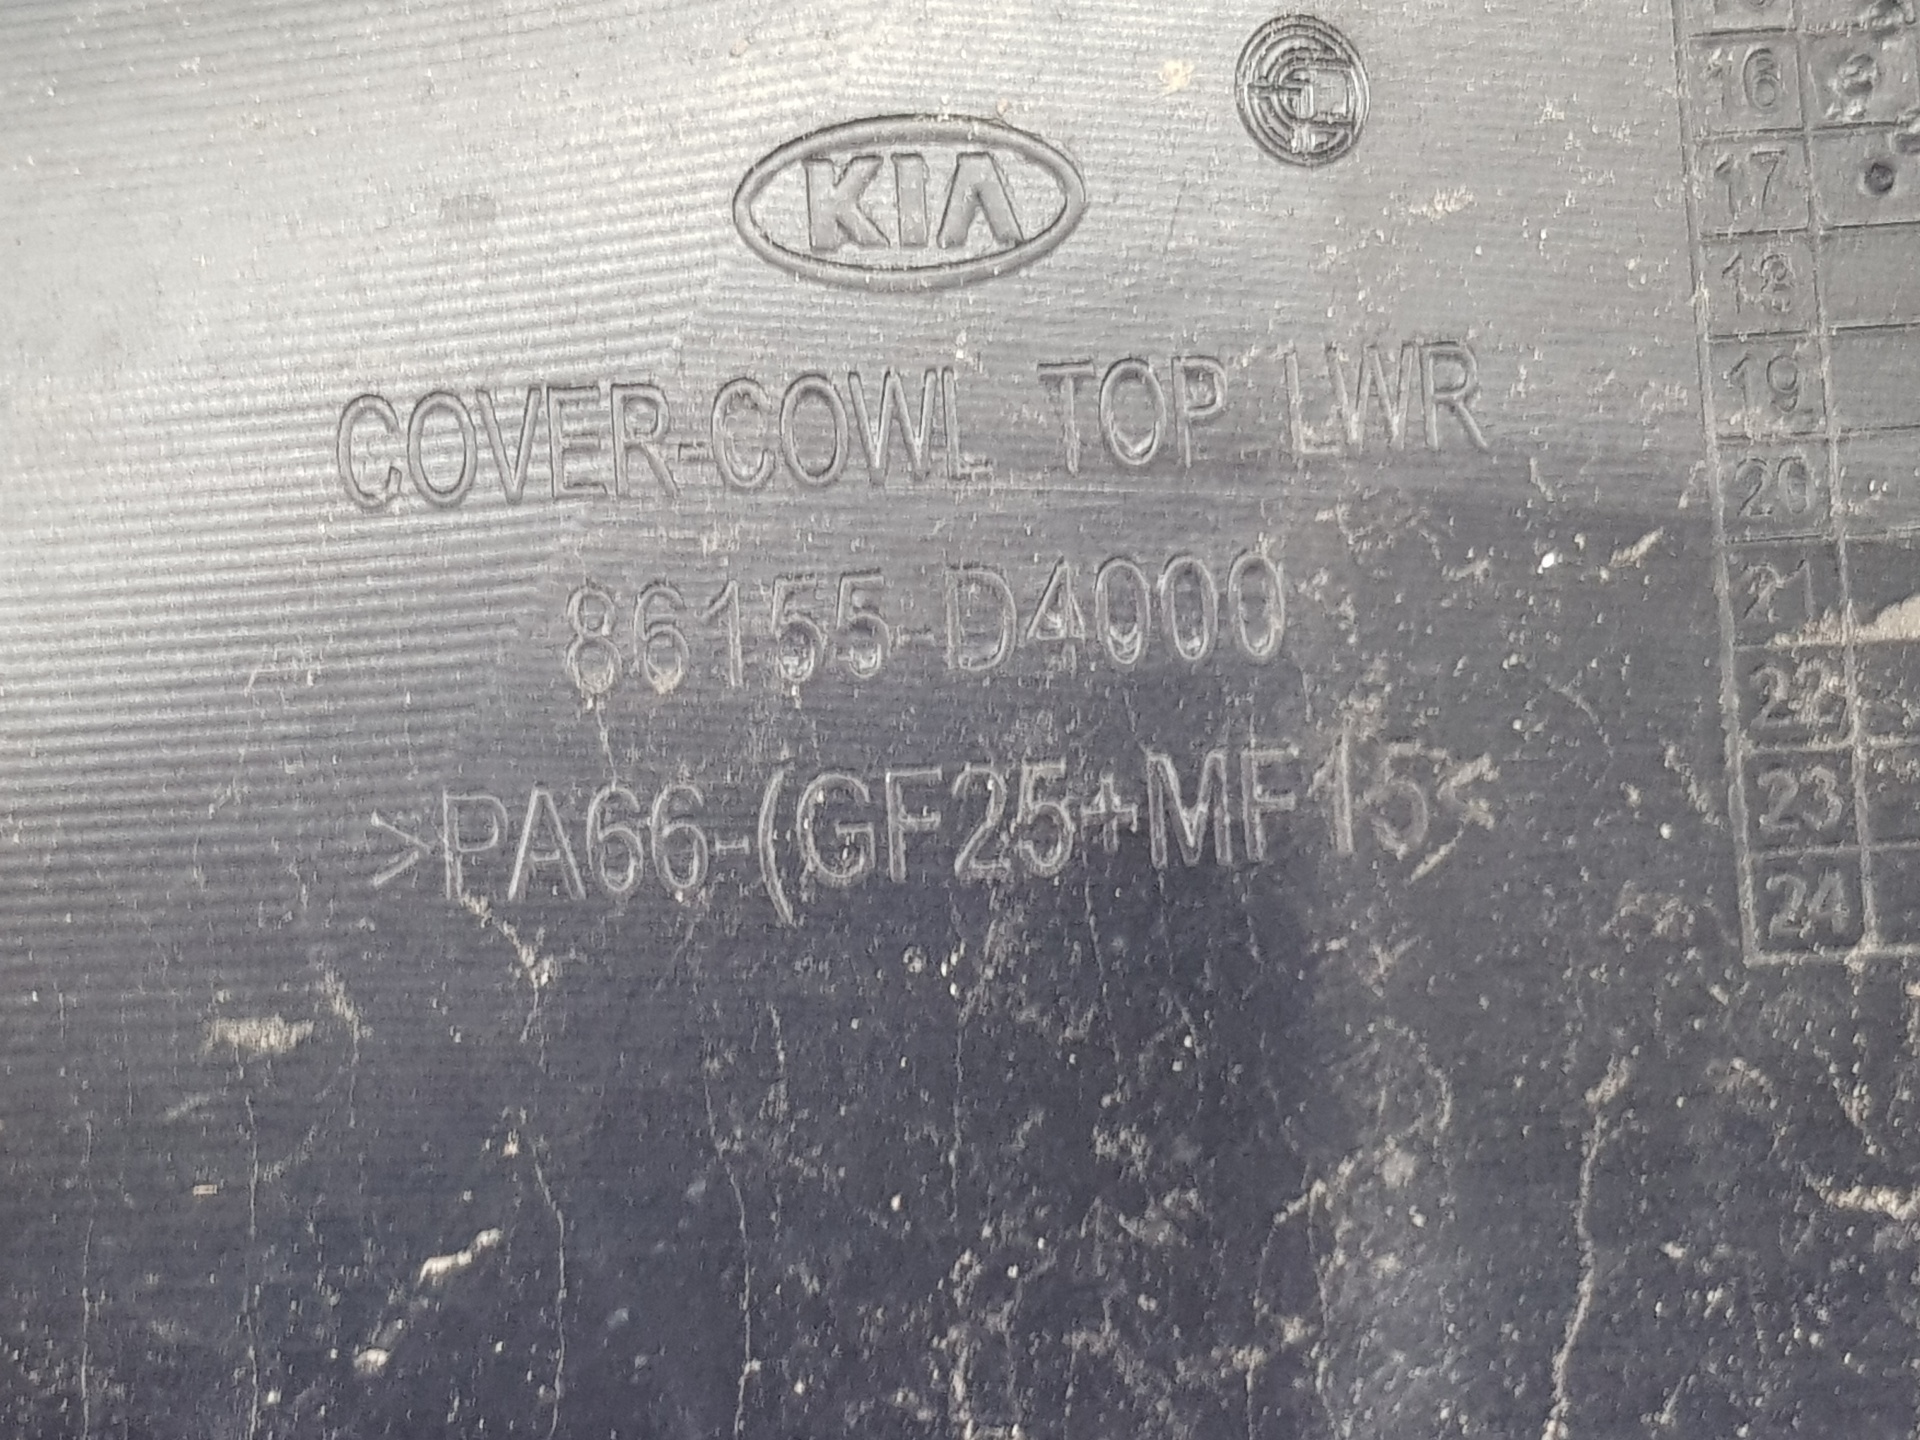 KIA
COVER-COWL TOP LWR
86155-D4000
>PA66-(GF25+MF15<
16
17
18
19
20
21
22
23
24